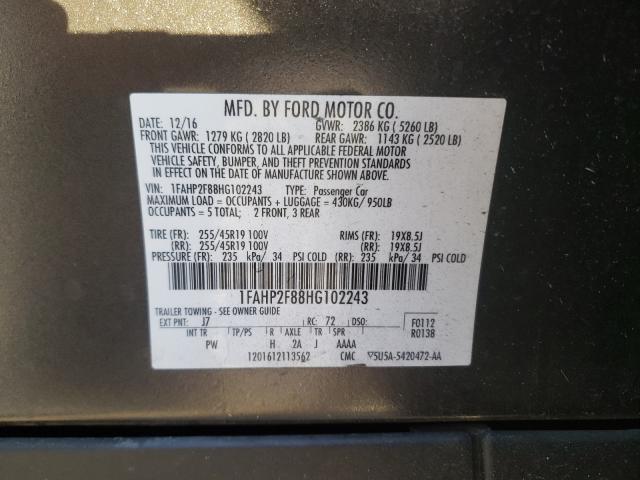 MFD. BY FORD MOTOR CO.
DATE: 12/16 GVWR: 2386 KG ( 5260 LB)
FRONT GAWR: 1279 KG ( 2820 LB) REAR GAWR: 1143 KG ( 2520 LB)
THIS VEHICLE CONFORMS TO ALL APPLICABLE FEDERAL MOTOR
VEHICLE SAFETY, BUMPER, AND THEFT PREVENTION STANDARDS
IN EFFECT ON THE DATE OF MANUFACTURE SHOWN ABOVE.
VIN: 1FAHP2F88HG102243 TYPE: Passenger Car
MAXIMUM LOAD = OCCUPANTS + LUGGAGE = 430KG/ 950LB
OCCUPANTS = 5 TOTAL; 2 FRONT, 3 REAR
TIRE (FR): 255/45R19 100V RIMS (FR): 19X8.5J
(RR): 255/45R19 100V (RR): 19X8.5J
PRESSURE (FR): 235 kPa/ 34 PSI COLD (RR): 235 kPa/ 34 PSI COLD
1FAHP2F88HG102243
TRAILER TOWING - SEE OWNER GUIDE
EXT PNT: J7 RC: 72 DSO: F0112
INT TR TP/PS R AXLE TR SPR R0138
PW H 2A J AAAA
1201612113562 CMC 5U5A-5420472-AA